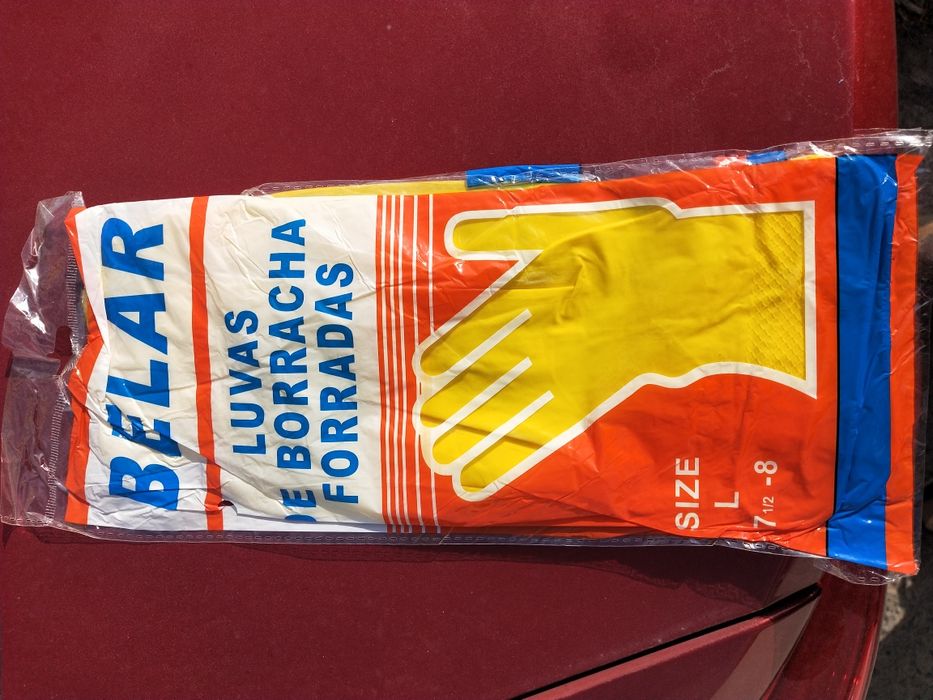 BELAR
LUVAS
DE BORRACHA
FORRADAS
SIZE
L
7 1/2 -8